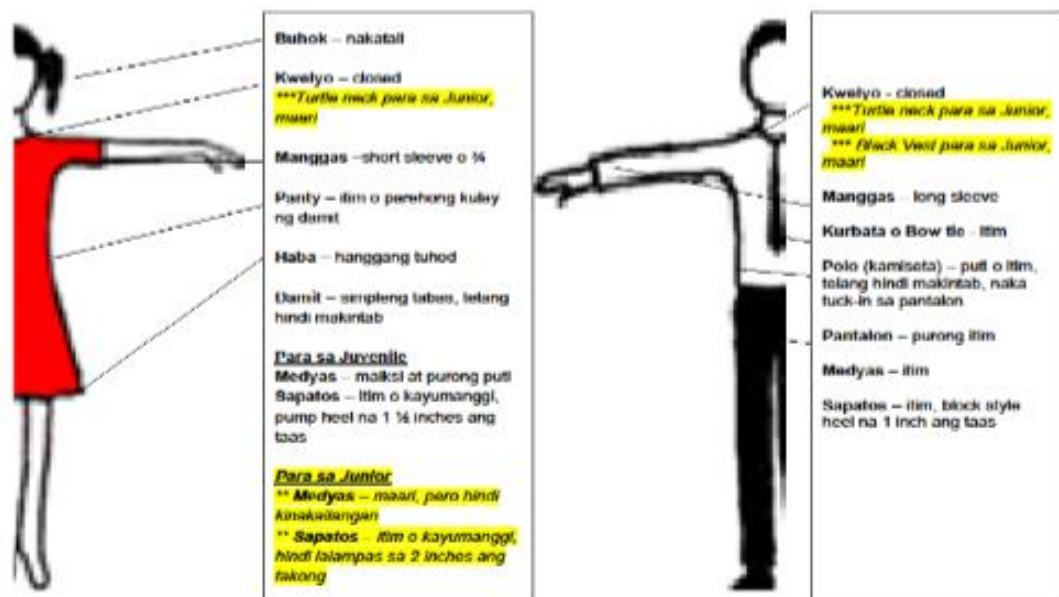 Buhok – nakatali
Kwelyo – closed
***Turtle neck para sa Junior,
maari
Manggas –short sleeve o ¾
Panty – itim o parehong kulay
ng damit
Haba – hanggang tuhod
Damit – simpleng tabas, telang
hindi makintab
Para sa Juvenile
Medyas – maiksi at purong puti
Sapatos – itim o kayumanggi,
pump heel na 1 ½ inches ang
taas
Para sa Junior
** Medyas – maari, pero hindi
kinakailangan
** Sapatos – itim o kayumanggi,
hindi lalampas sa 2 inches ang
takong
Kwelyo - closed
***Turtle neck para sa Junior,
maari
*** Black Vest para sa Junior,
maari
Manggas – long sleeve
Kurbata o Bow tie - itim
Polo (kamiseta) – puti o itim,
telang hindi makintab, naka
tuck-in sa pantalon
Pantalon – purong itim
Medyas – itim
Sapatos – itim, block style
heel na 1 inch ang taas